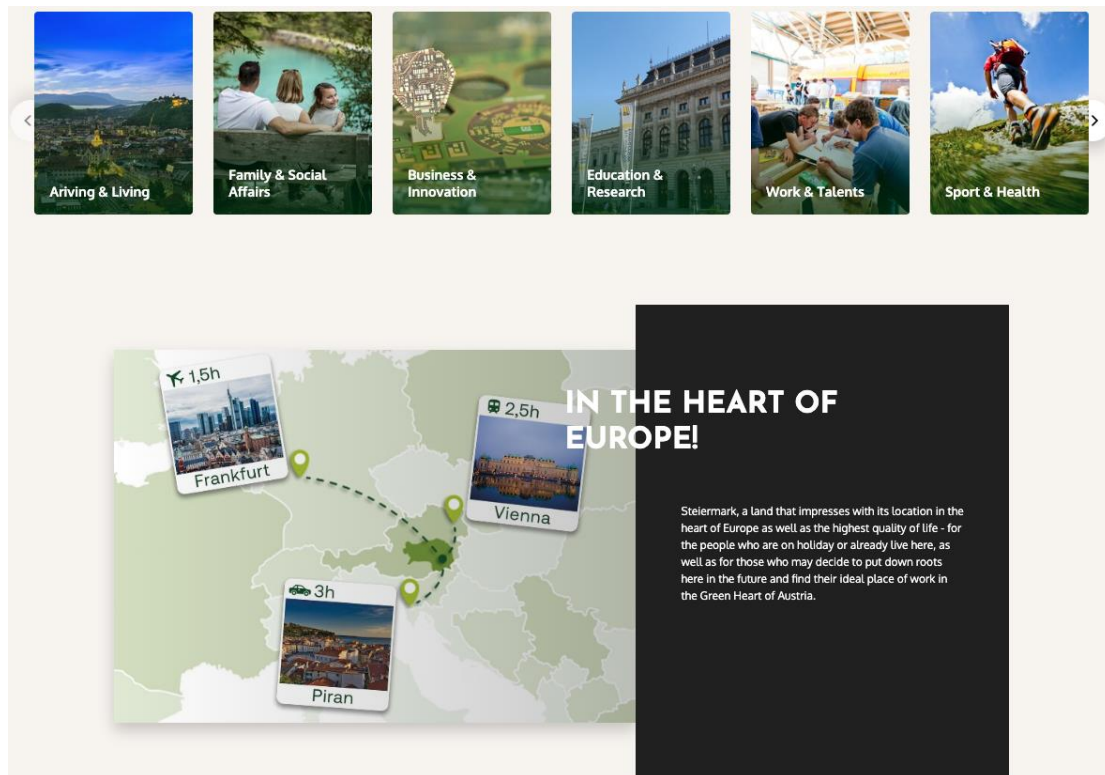 Ariving & Living
Family & Social
Affairs
Business &
Innovation
Education &
Research
Work & Talents
Sport & Health
1,5h
Frankfurt
2,5h
Vienna
3h
Piran
IN THE HEART OF
EUROPE!
Steiermark, a land that impresses with its location in the
heart of Europe as well as the highest quality of life - for
the people who are on holiday or already live here, as
well as for those who may decide to put down roots
here in the future and find their ideal place of work in
the Green Heart of Austria.